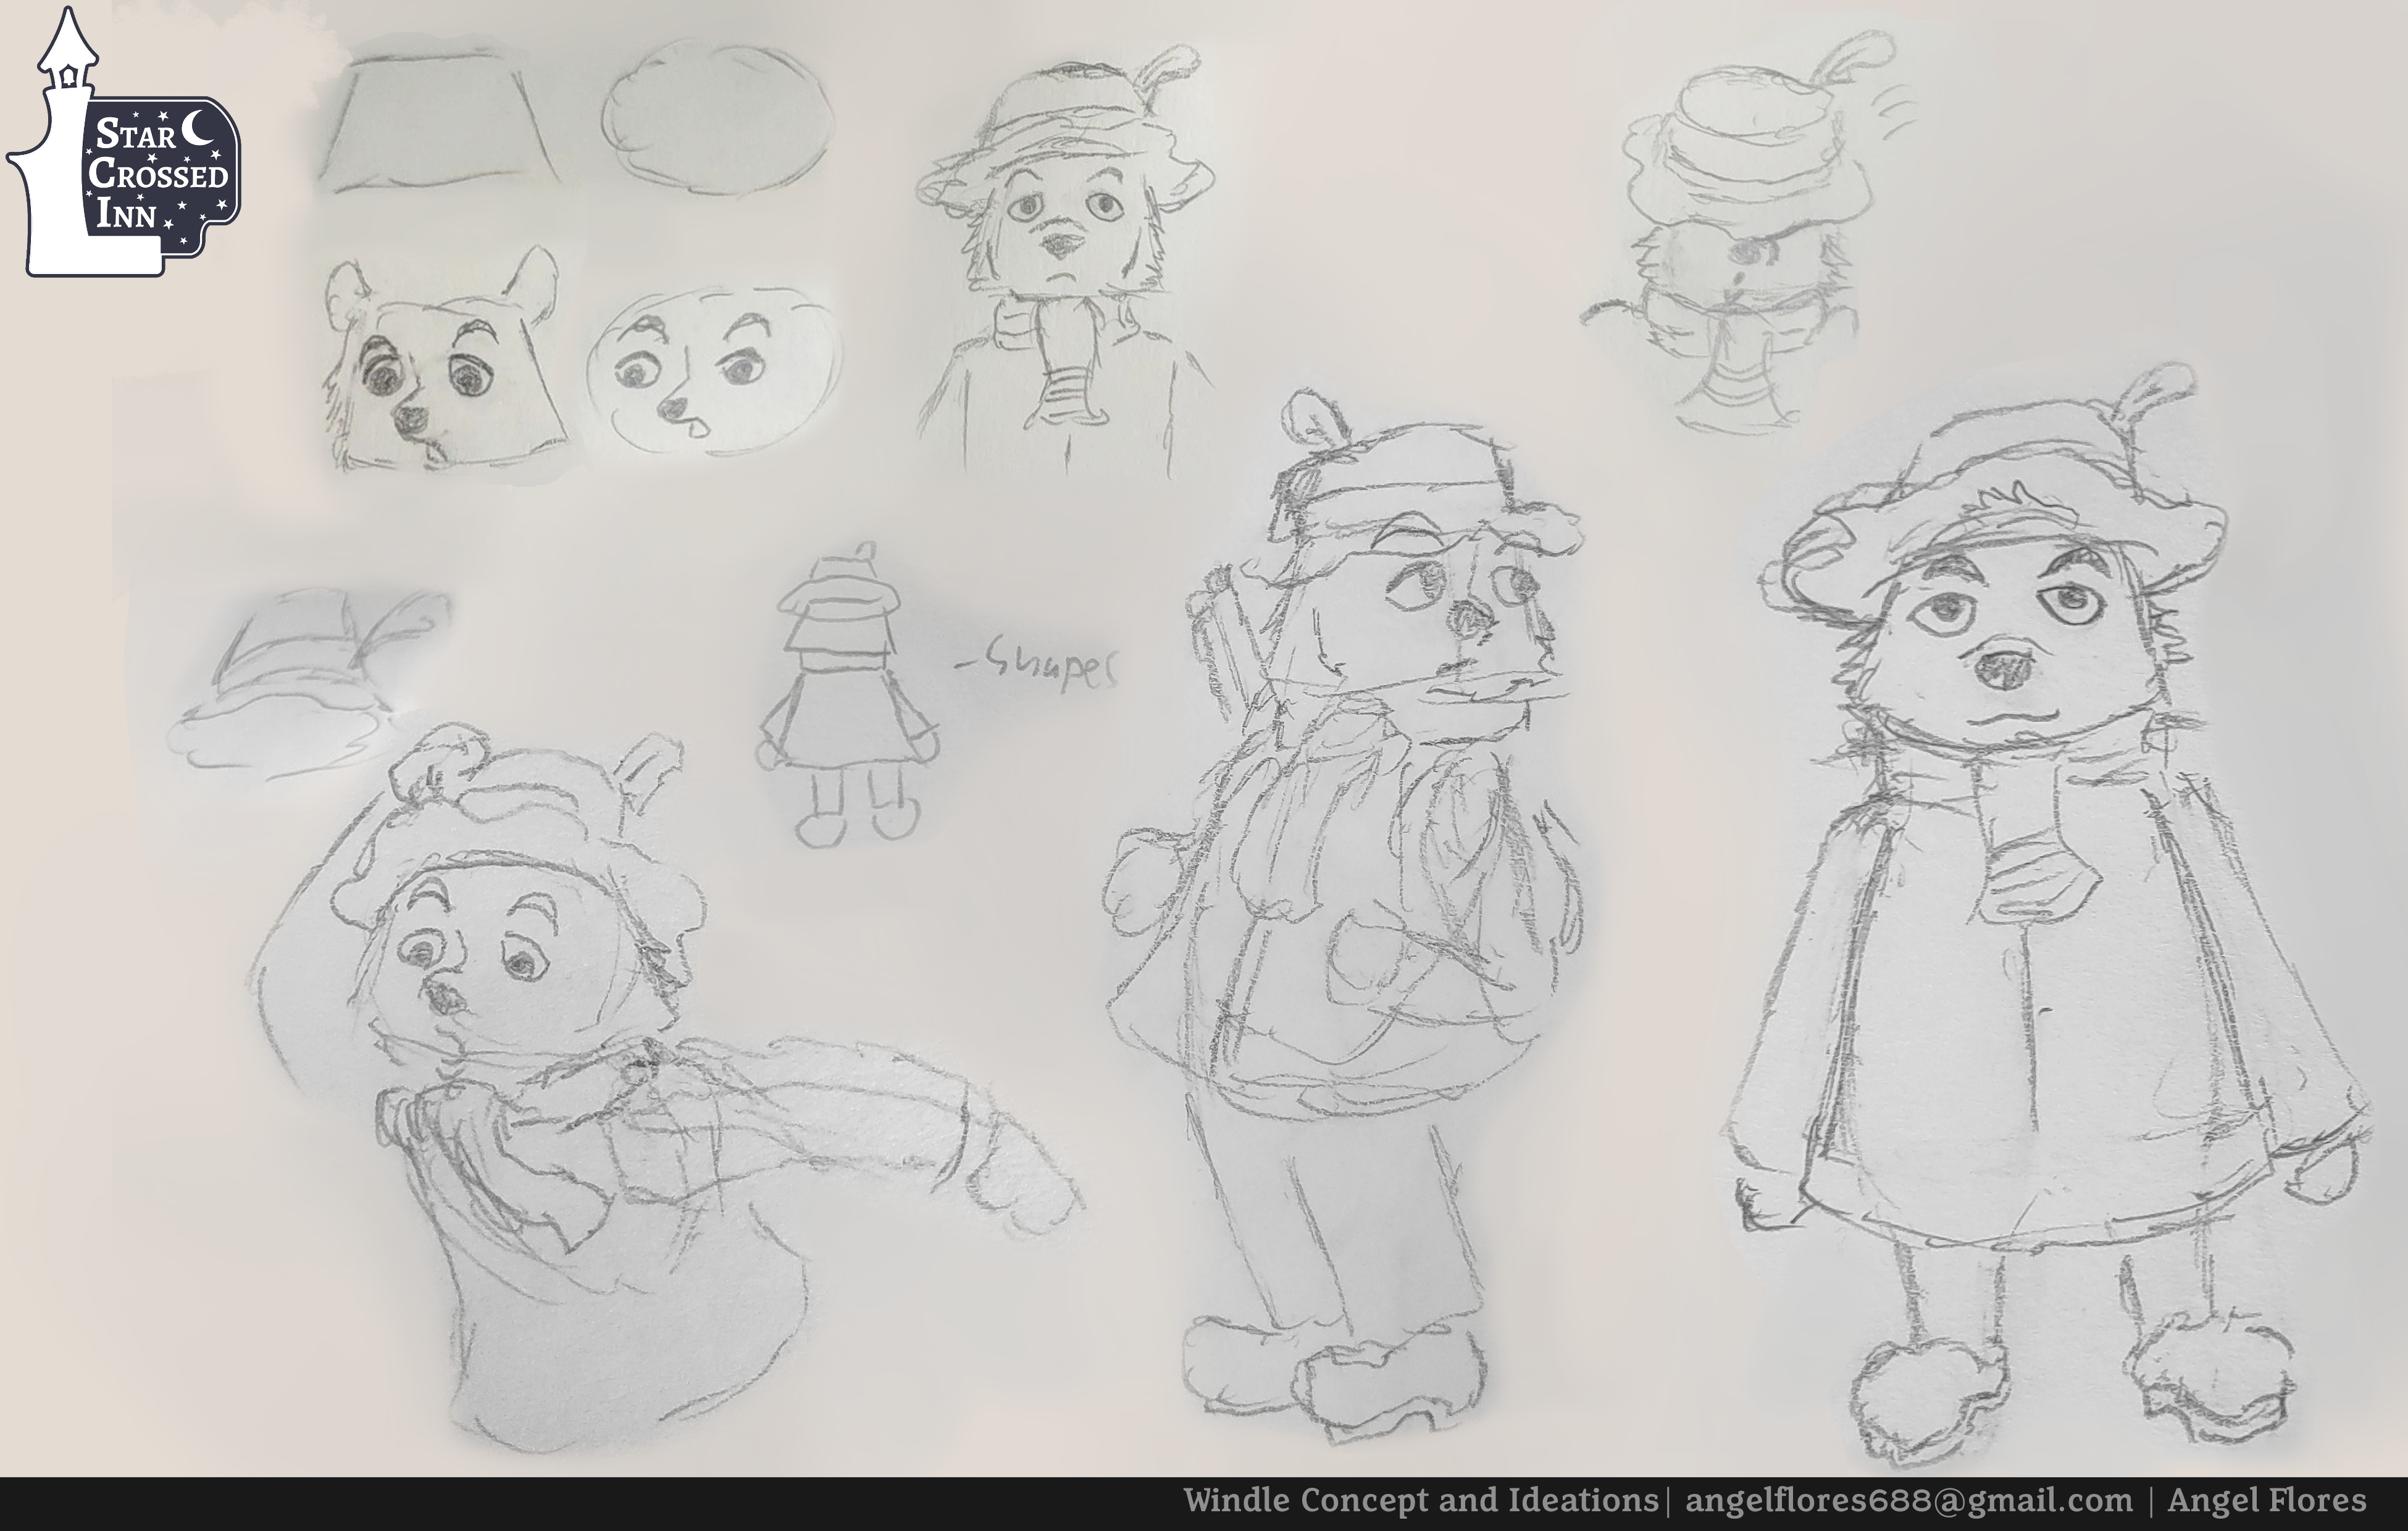 STAR
CROSSED
INN
-Shapes
Windle Concept and Ideations| angelflores688@gmail.com | Angel Flores